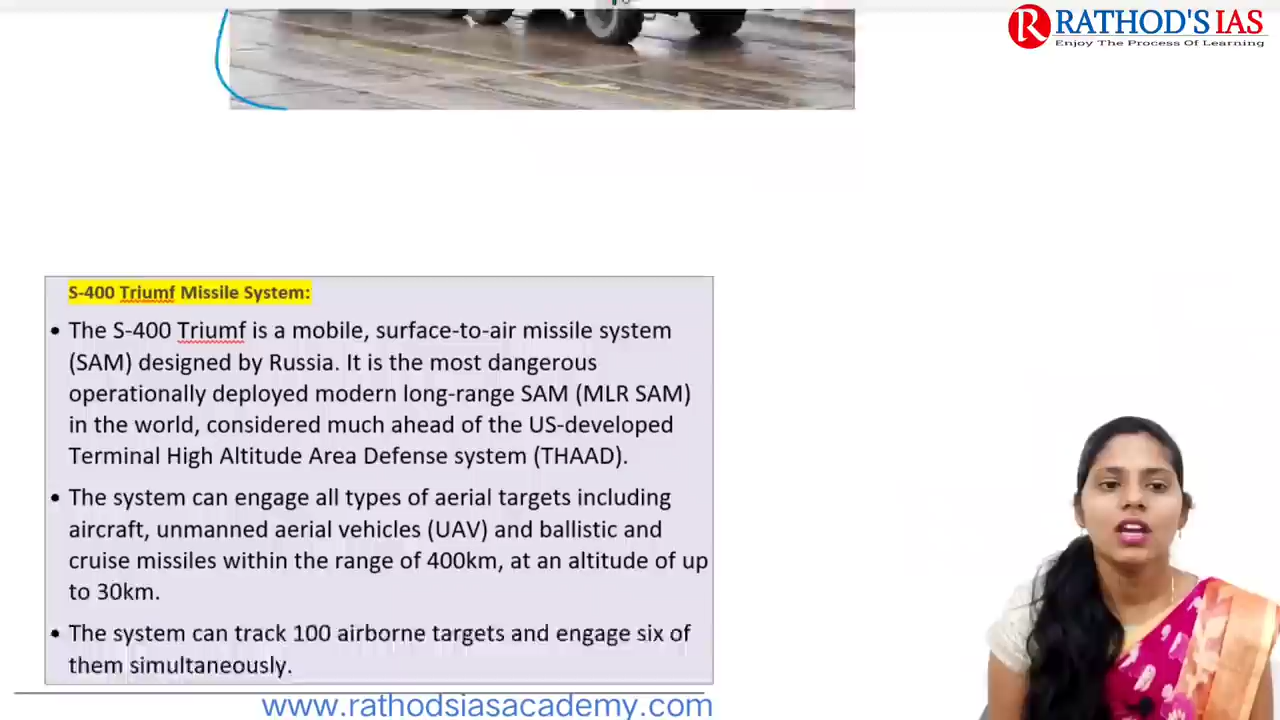 RATHOD'S IAS
Enjoy The Process Of Learning
S-400 Triumf Missile System:
• The S-400 Triumf is a mobile, surface-to-air missile system
(SAM) designed by Russia. It is the most dangerous
operationally deployed modern long-range SAM (MLR SAM)
in the world, considered much ahead of the US-developed
Terminal High Altitude Area Defense system (THAAD).
• The system can engage all types of aerial targets including
aircraft, unmanned aerial vehicles (UAV) and ballistic and
cruise missiles within the range of 400km, at an altitude of up
to 30km.
• The system can track 100 airborne targets and engage six of
them simultaneously.
www.rathodsiasacademy.com